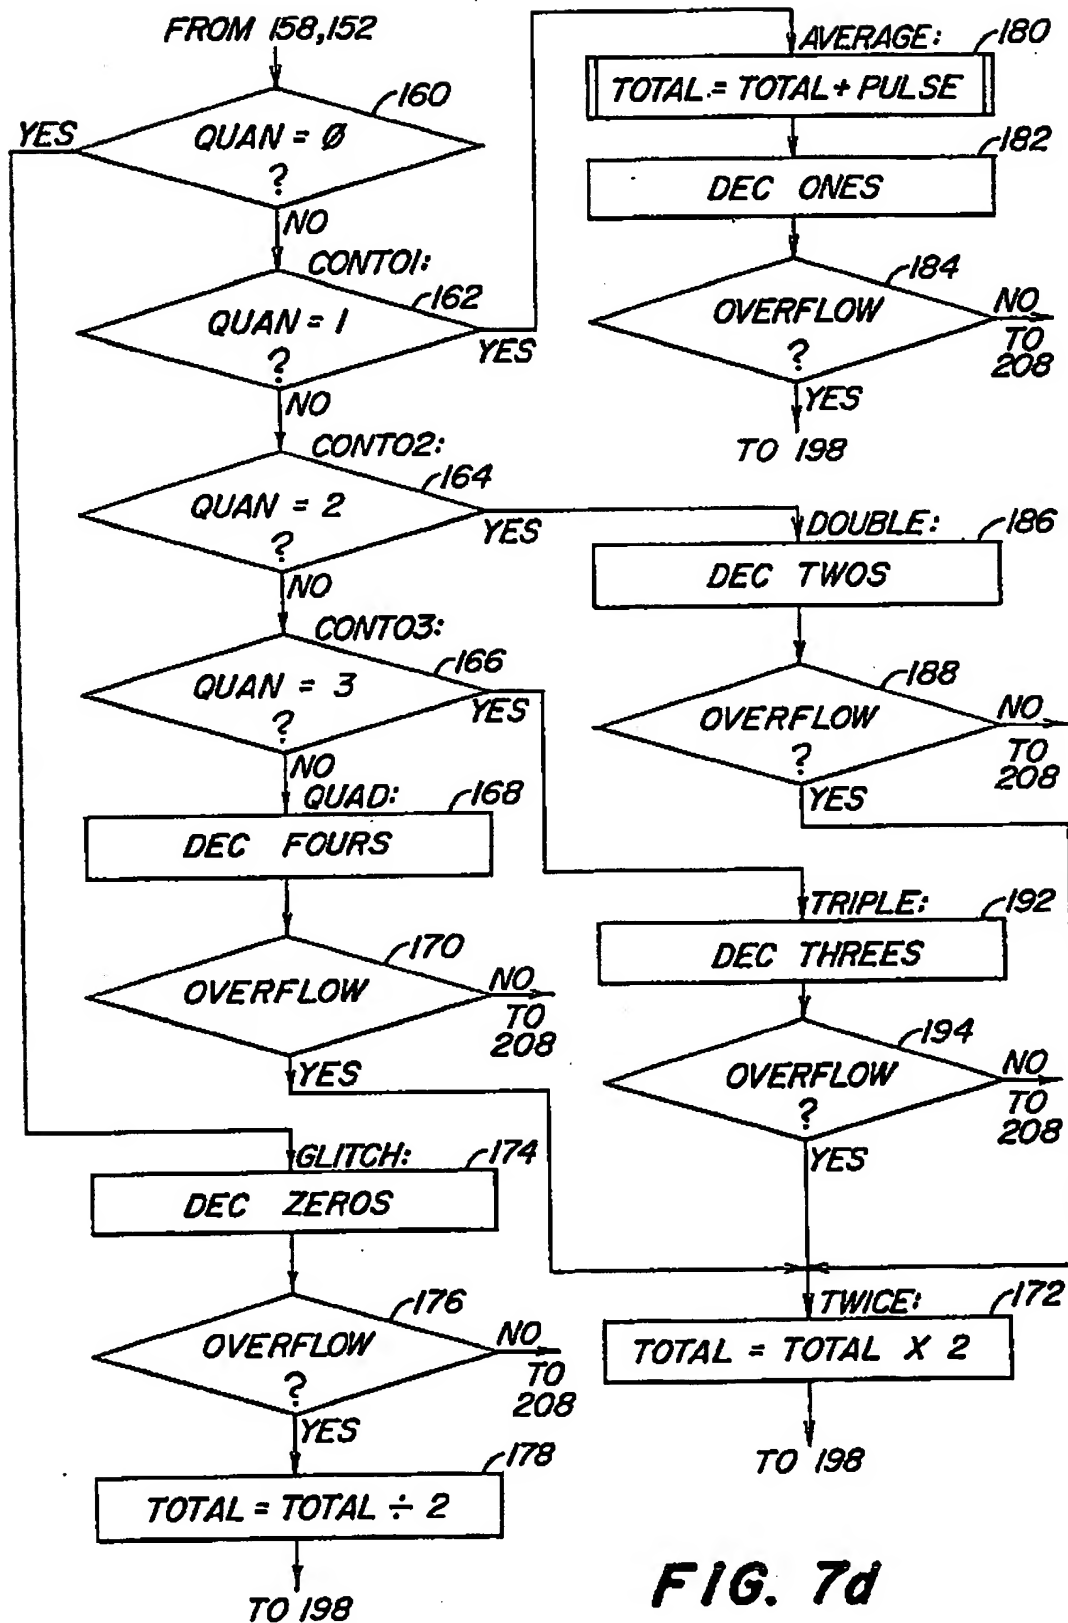 FROM 158,152
160
YES
QUAN = Ø
?
NO
CONT01:
162
QUAN = 1
?
YES
NO
CONT02:
164
QUAN = 2
?
YES
NO
CONT03:
166
QUAN = 3
?
YES
NO
QUAD:
168
DEC FOURS
170
OVERFLOW
NO
TO
208
YES
GLITCH:
174
DEC ZEROS
176
OVERFLOW
?
NO
TO
208
YES
178
TOTAL = TOTAL ÷ 2
TO 198
AVERAGE:
180
TOTAL = TOTAL + PULSE
182
DEC ONES
184
OVERFLOW
?
NO
TO
208
YES
TO 198
DOUBLE:
186
DEC TWOS
188
OVERFLOW
?
NO
TO
208
YES
TRIPLE:
192
DEC THREES
194
OVERFLOW
?
NO
TO
208
YES
TWICE:
172
TOTAL = TOTAL X 2
TO 198
FIG. 7d